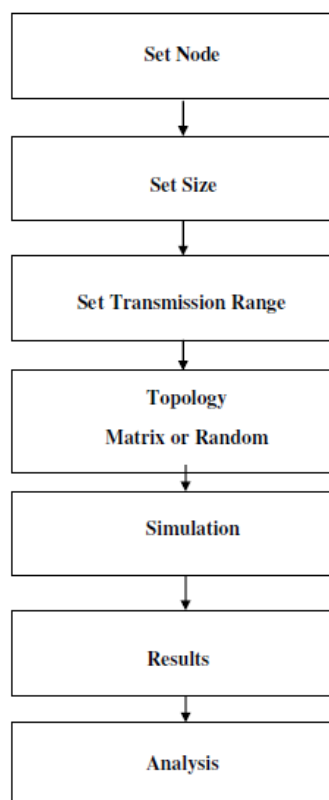 Set Node
Set Size
Set Transmission Range
Topology
Matrix or Random
Simulation
Results
Analysis